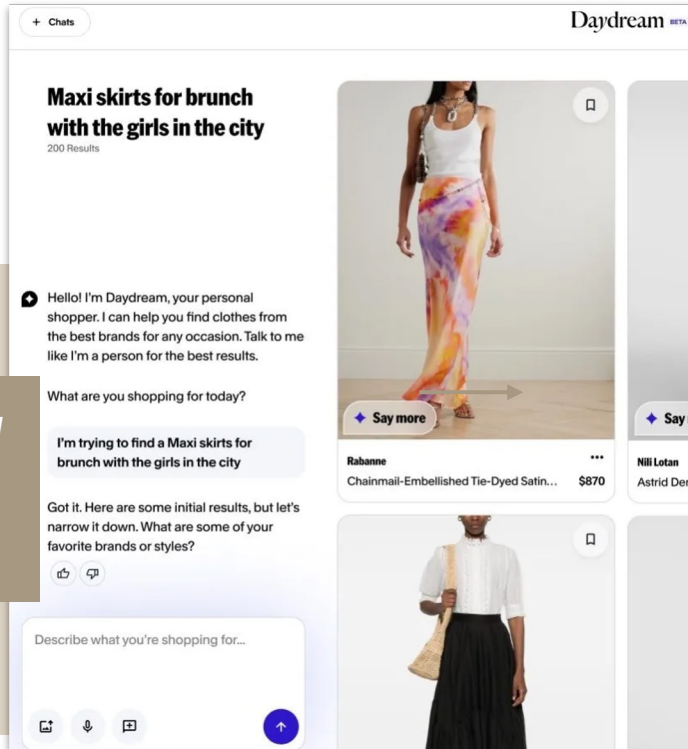 + Chats
Daydream BETA
Maxi skirts for brunch
with the girls in the city
200 Results
Hello! I'm Daydream, your personal
shopper. I can help you find clothes from
the best brands for any occasion. Talk to me
like I'm a person for the best results.
What are you shopping for today?
I'm trying to find a Maxi skirts for
brunch with the girls in the city
Got it. Here are some initial results, but let's
narrow it down. What are some of your
favorite brands or styles?
Describe what you're shopping for...
Say more
Rabanne
Chainmail-Embellished Tie-Dyed Satin... $870
Say
Nili Lotan
Astrid